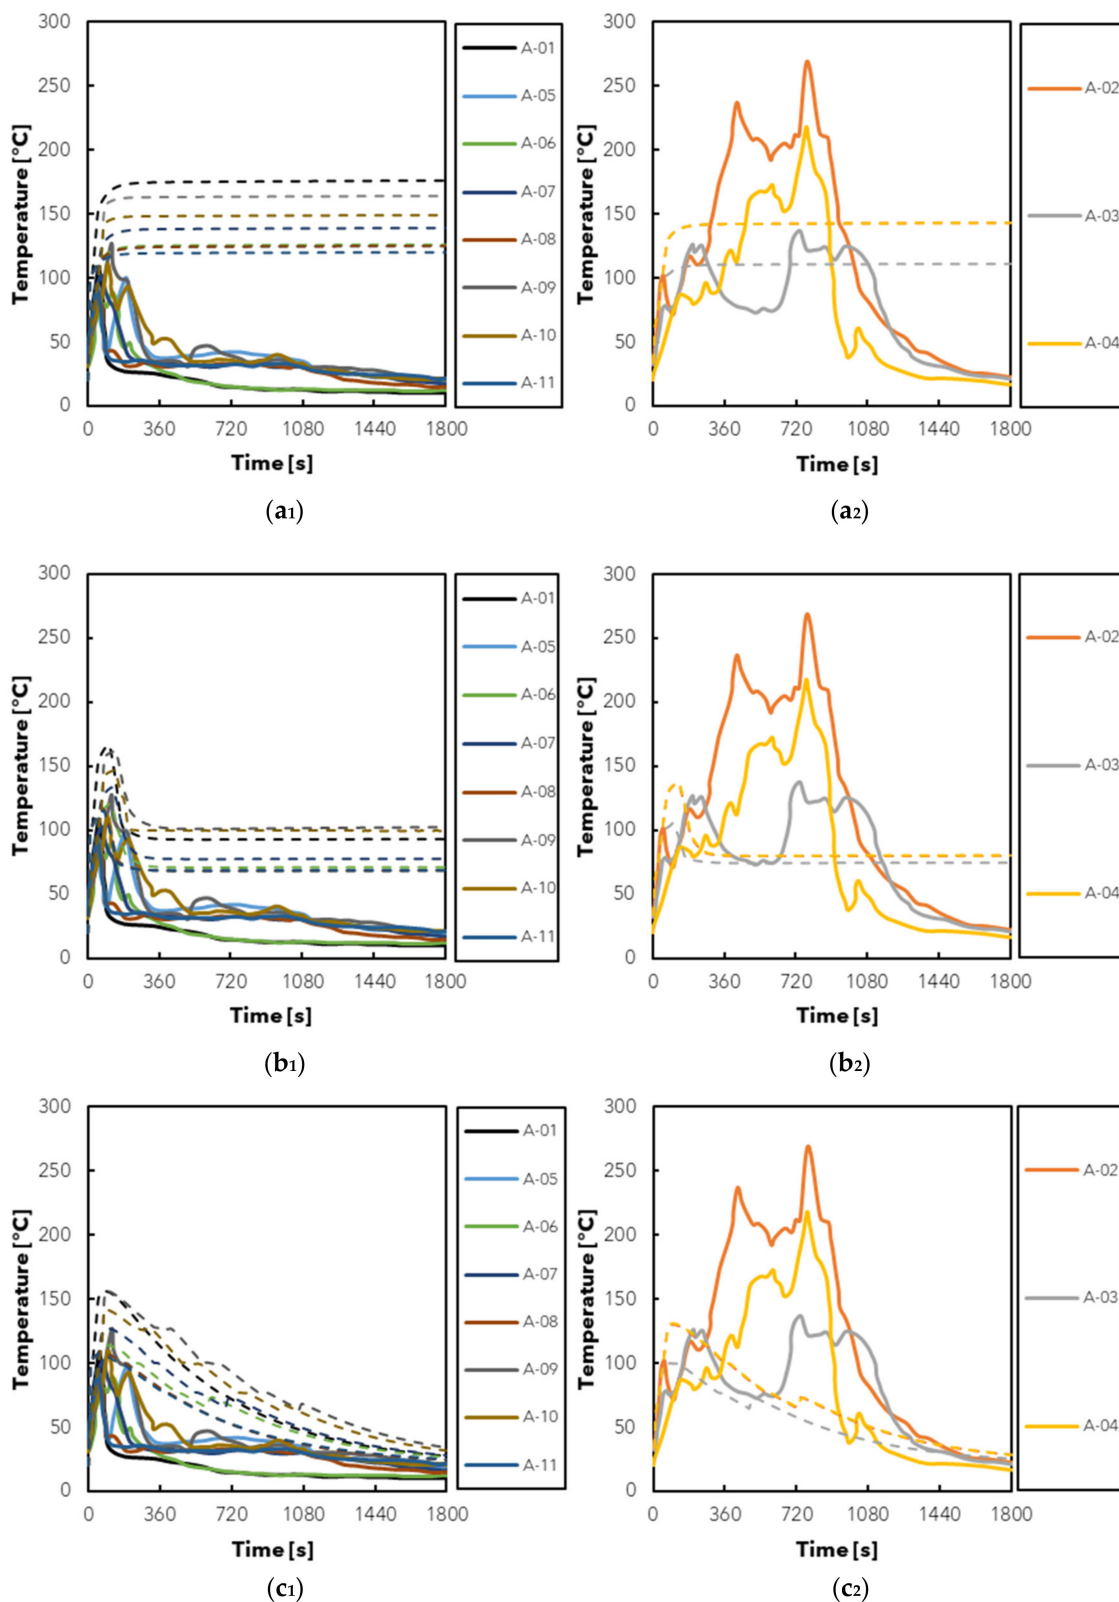 300
250
200
150
100
50
0
Temperature [°C]
0 360 720 1080 1440 1800
Time [s]
A-01
A-05
A-06
A-07
A-08
A-09
A-10
A-11
(a1)
300
250
200
150
100
50
0
Temperature [°C]
0 360 720 1080 1440 1800
Time [s]
A-02
A-03
A-04
(a2)
300
250
200
150
100
50
0
Temperature [°C]
0 360 720 1080 1440 1800
Time [s]
A-01
A-05
A-06
A-07
A-08
A-09
A-10
A-11
(b1)
300
250
200
150
100
50
0
Temperature [°C]
0 360 720 1080 1440 1800
Time [s]
A-02
A-03
A-04
(b2)
300
250
200
150
100
50
0
Temperature [°C]
0 360 720 1080 1440 1800
Time [s]
A-01
A-05
A-06
A-07
A-08
A-09
A-10
A-11
(c1)
300
250
200
150
100
50
0
Temperature [°C]
0 360 720 1080 1440 1800
Time [s]
A-02
A-03
A-04
(c2)